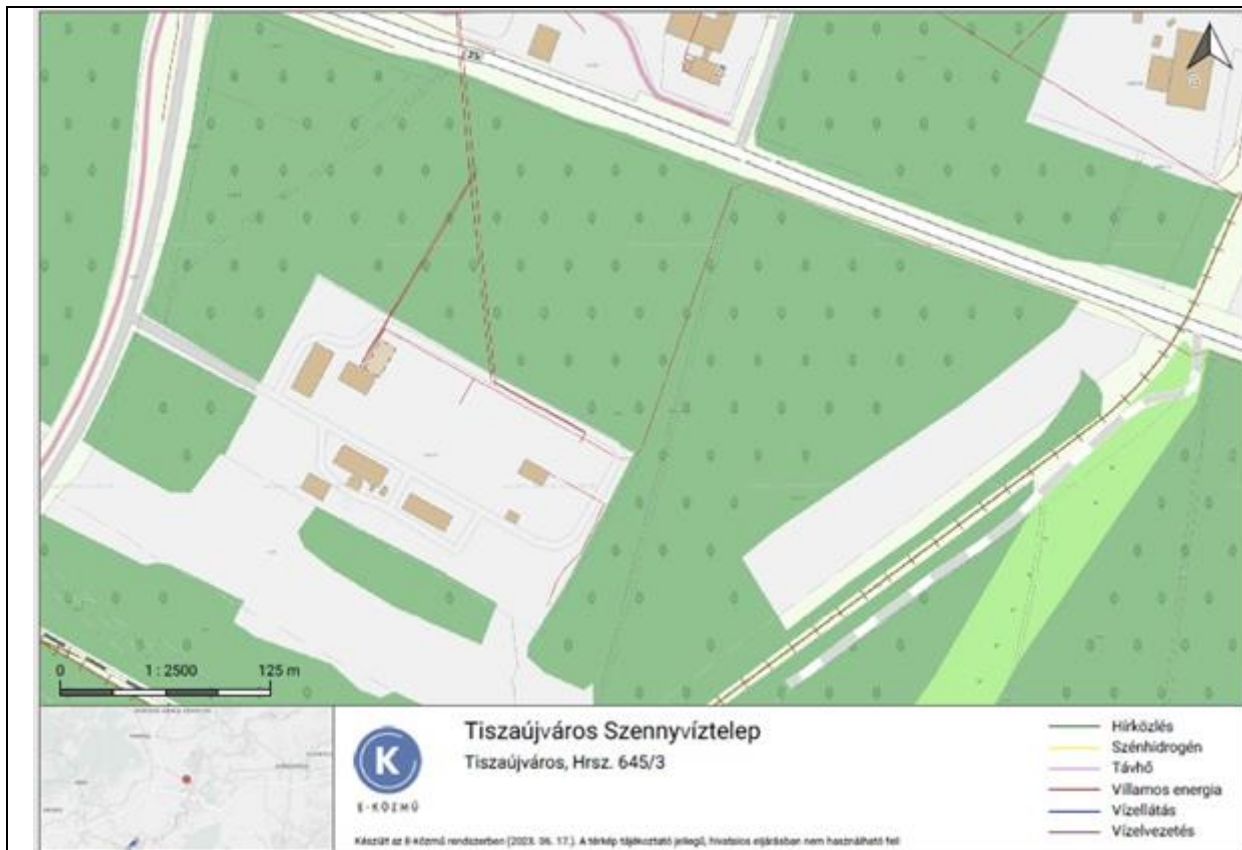 25
0 1 : 2500 125 m
Tiszaújváros Szennyvíztelep
Tiszaújváros, Hrsz. 645/3
K
E-KÖZMŰ
Készült az E-közmű rendszerben (2023. 06. 17.). A térkép tájékoztató jellegű, hivatalos eljárásban nem használható fel
Hírközlés
Szénhidrogén
Távhő
Villamos energia
Vízellátás
Vízelvezetés